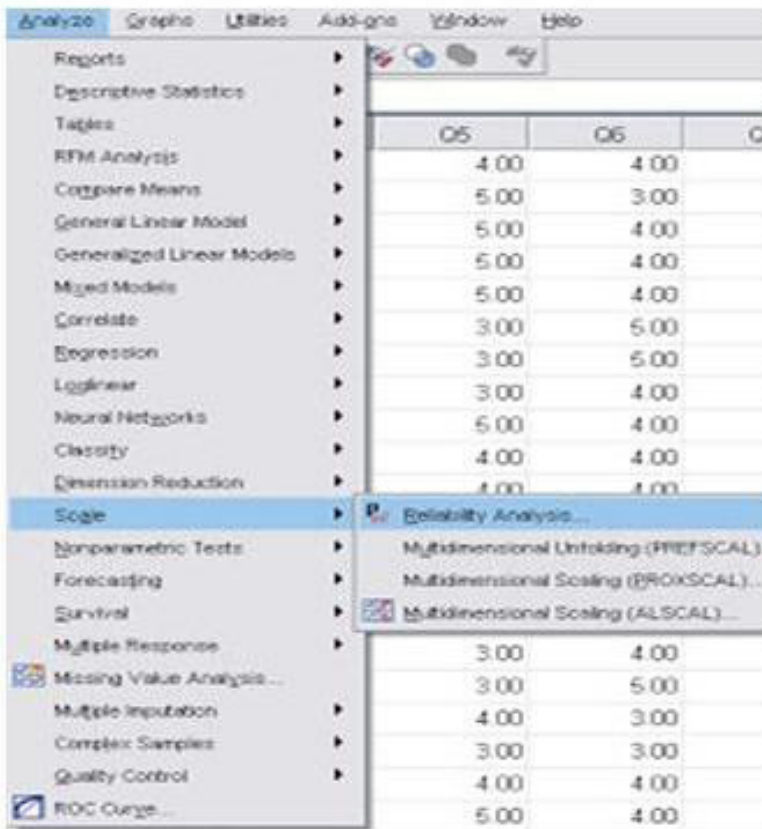 Analyze Graphs Utilities Add-ons Window Help
Reports
Descriptive Statistics
Tables
RFM Analysis
Compare Means
General Linear Model
Generalized Linear Models
Mixed Models
Correlate
Regression
Loglinear
Neural Networks
Classify
Dimension Reduction
Scale
Nonparametric Tests
Forecasting
Survival
Multiple Response
Missing Value Analysis...
Multiple Imputation
Complex Samples
Quality Control
ROC Curve...
Reliability Analysis...
Multidimensional Unfolding (PREFSCAL)
Multidimensional Scaling (PROXSCAL)...
Multidimensional Scaling (ALSCAL)...
Q5 Q6
4.00 4.00
5.00 3.00
5.00 4.00
5.00 4.00
5.00 4.00
3.00 5.00
3.00 5.00
3.00 4.00
5.00 4.00
4.00 4.00
4.00 4.00
3.00 4.00
3.00 5.00
4.00 3.00
3.00 3.00
4.00 4.00
5.00 4.00